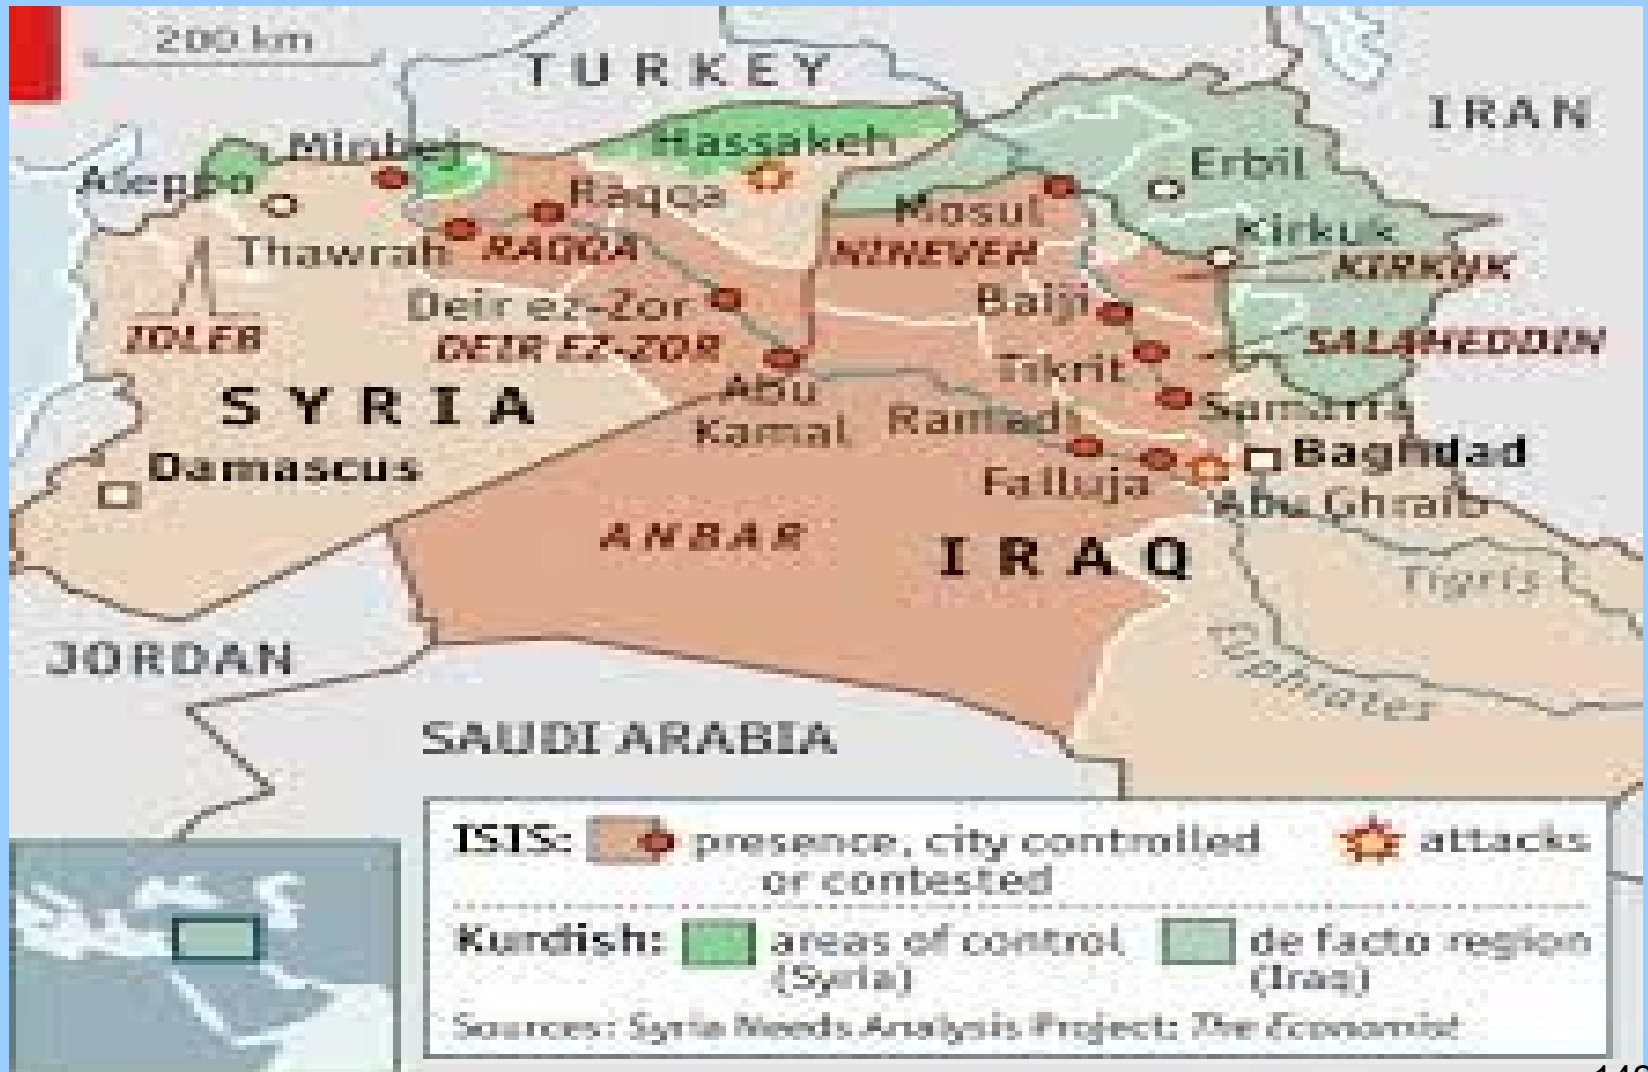 200 km
TURKEY
IRAN
Minbej
Hassakeh
Aleppo
Erbil
Raqqa
Mosul
Kirkuk
Thawrah
RAQQA
NINEVEH
KIRKUK
Deir ez-Zor
Baiji
IDLEB
DEIR EZ-ZOR
SALAHEDDIN
Tikrit
SYRIA
Abu
Kamal
Ramadi
Samarra
Damascus
Baghdad
Falluja
Abu Ghraib
ANBAR
IRAQ
Tigris
JORDAN
Euphrates
SAUDI ARABIA
ISIS: presence, city controlled
or contested
attacks
Kurdish: areas of control
(Syria)
de facto region
(Iraq)
Sources: Syria Needs Analysis Project; The Economist